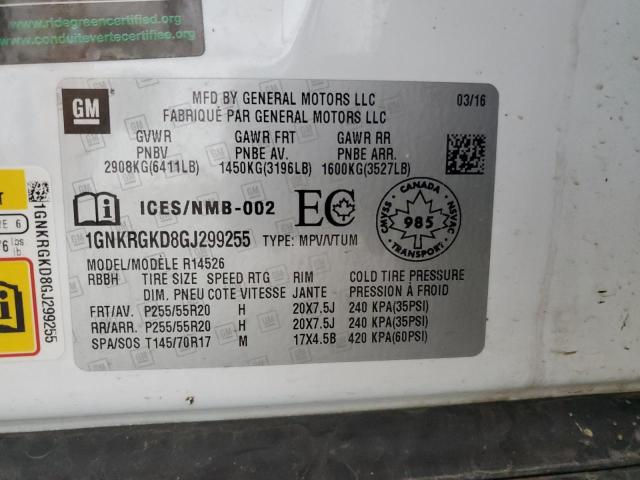 www.ridegreencertified.org
www.conduitevertecertifiee.org
GM
MFD BY GENERAL MOTORS LLC
03/16
FABRIQUÉ PAR GENERAL MOTORS LLC
GVWR GAWR FRT GAWR RR
PNBV PNBE AV. PNBE ARR.
2908KG(6411LB) 1450KG(3196LB) 1600KG(3527LB)
ICES/NMB-002 EC
CANADA
CMVSS NSVAC
985
TRANSPORT
1GNKRGKD8GJ299255 TYPE: MPV/VTUM
MODEL/MODÈLE R14526
RBBH TIRE SIZE SPEED RTG RIM COLD TIRE PRESSURE
DIM. PNEU COTE VITESSE JANTE PRESSION À FROID
FRT/AV. P255/55R20 H 20X7.5J 240 KPA(35PSI)
RR/ARR. P255/55R20 H 20X7.5J 240 KPA(35PSI)
SPA/SOS T145/70R17 M 17X4.5B 420 KPA(60PSI)
1GNKRGKD8GJ299255